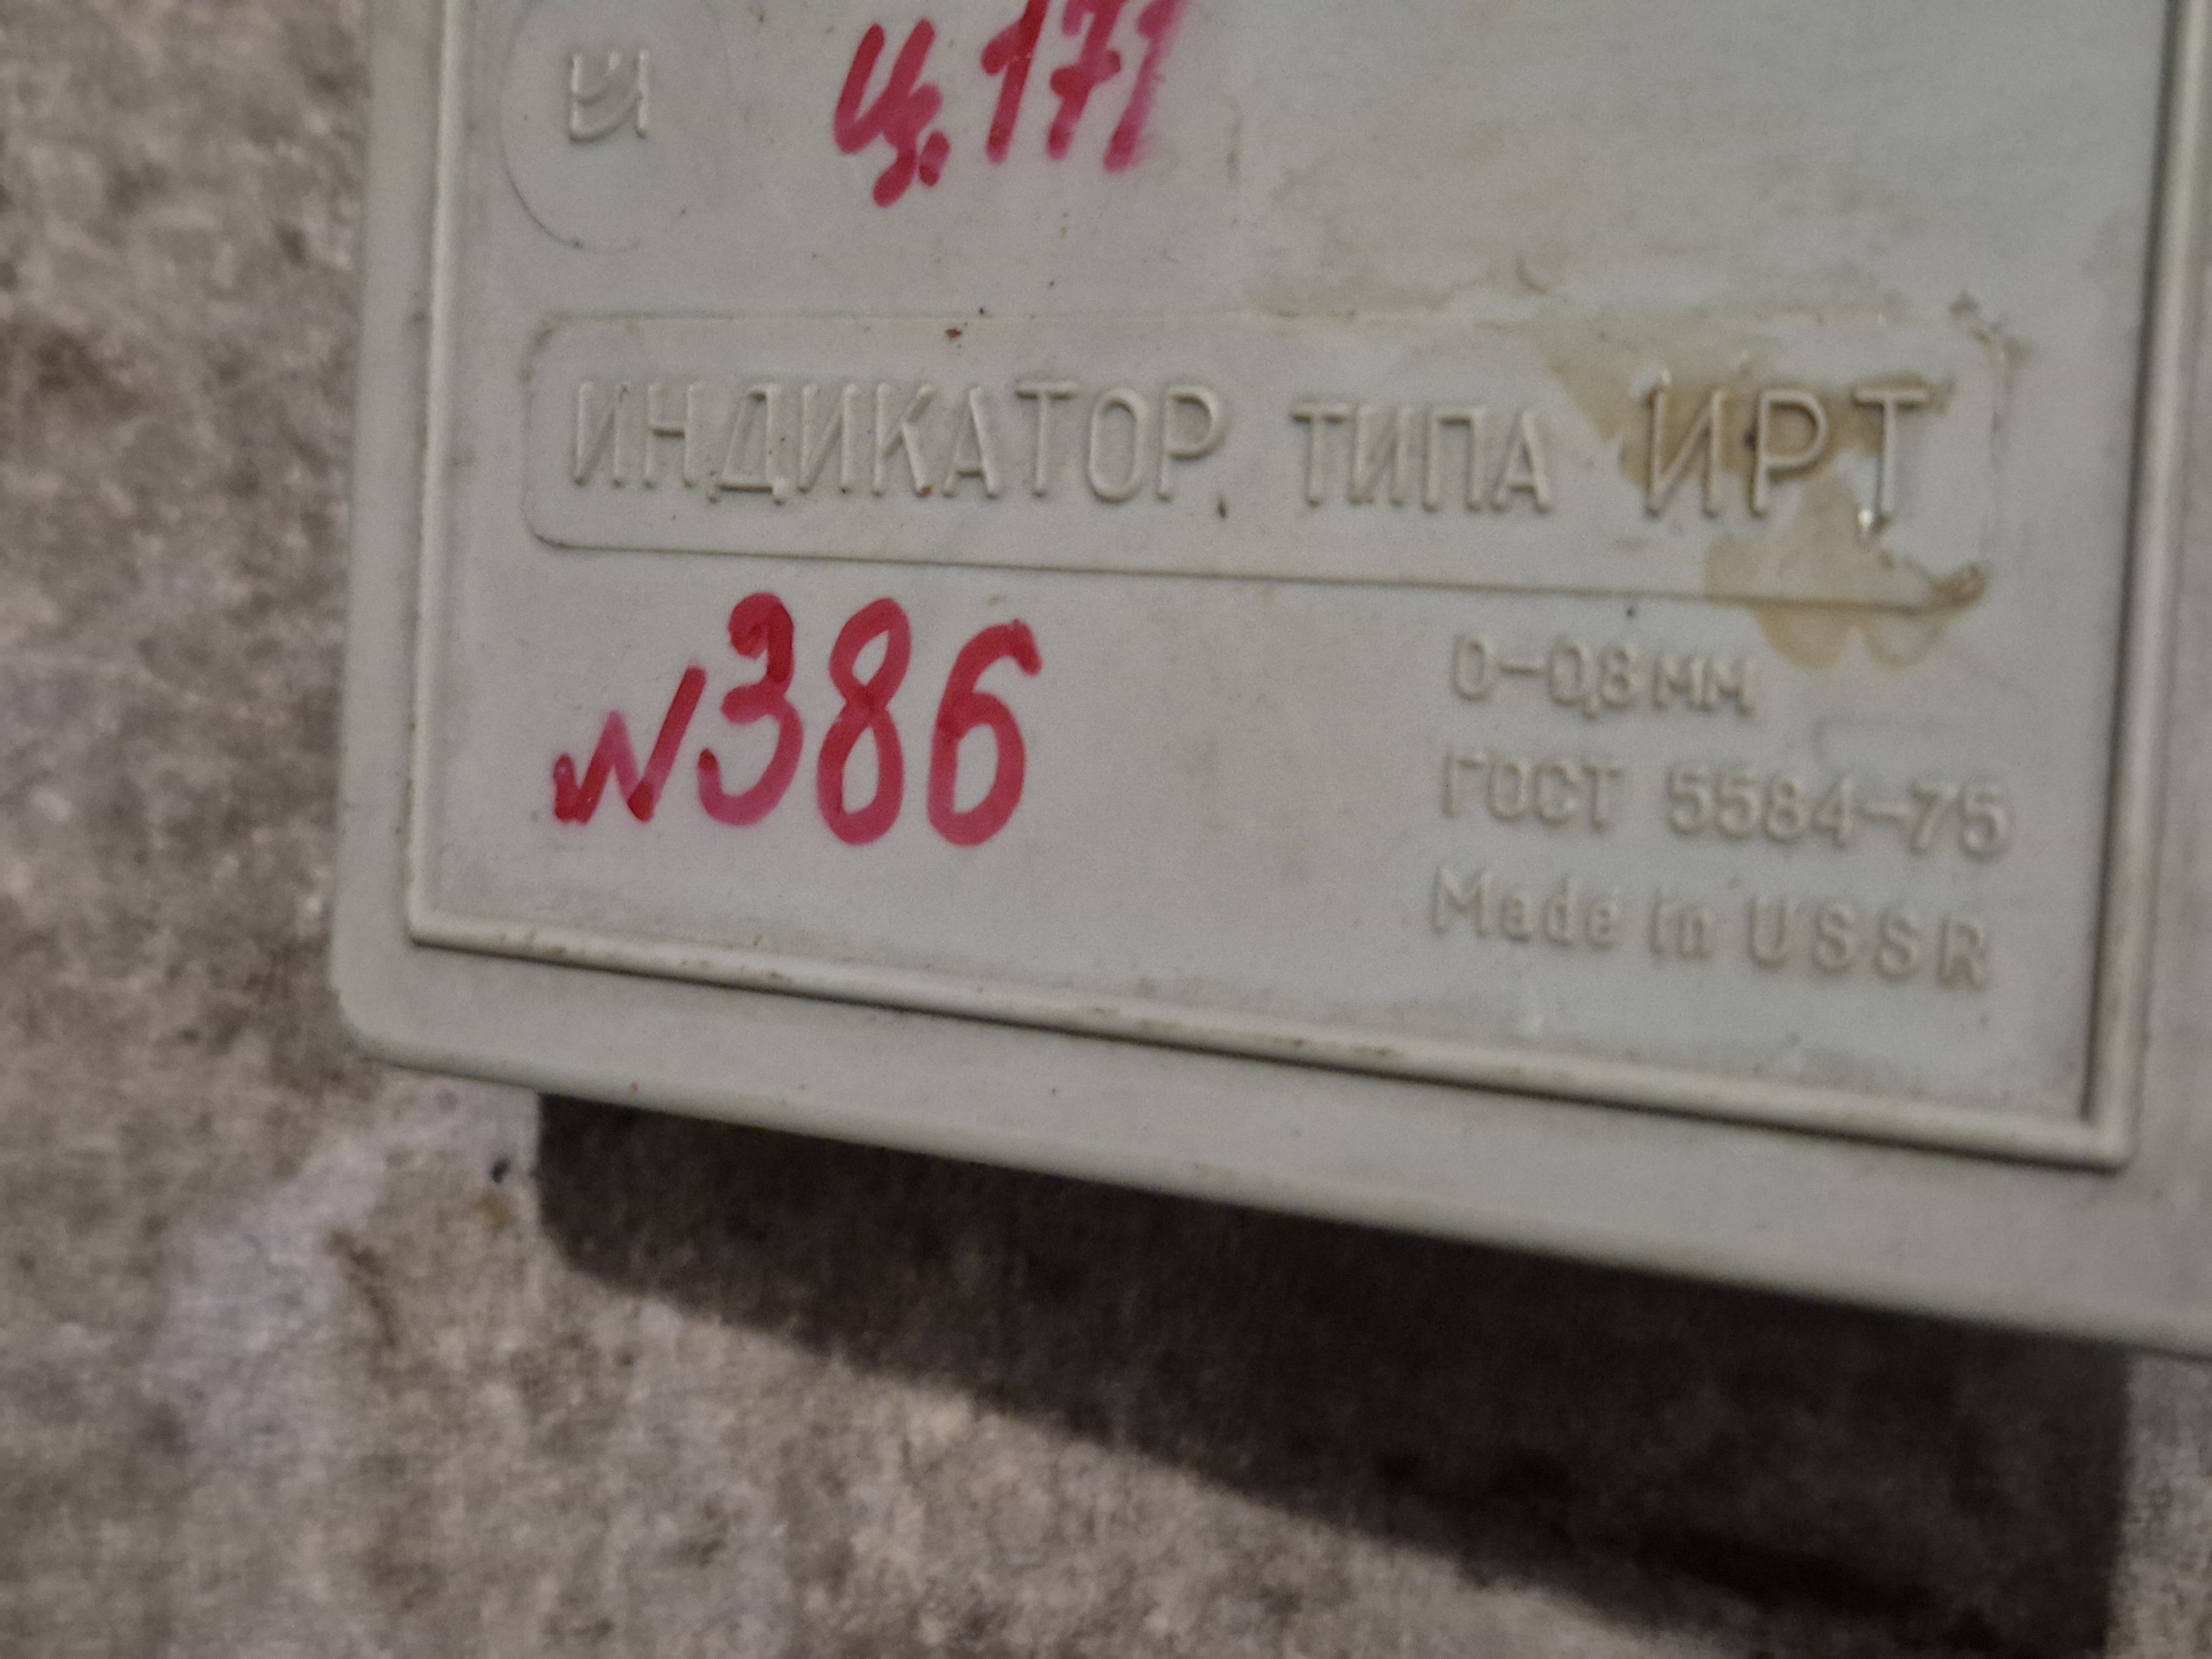 ц.171
ИНДИКАТОР ТИПА ИРТ
№386
0-0,8 мм
ГОСТ 5584-75
Made in USSR